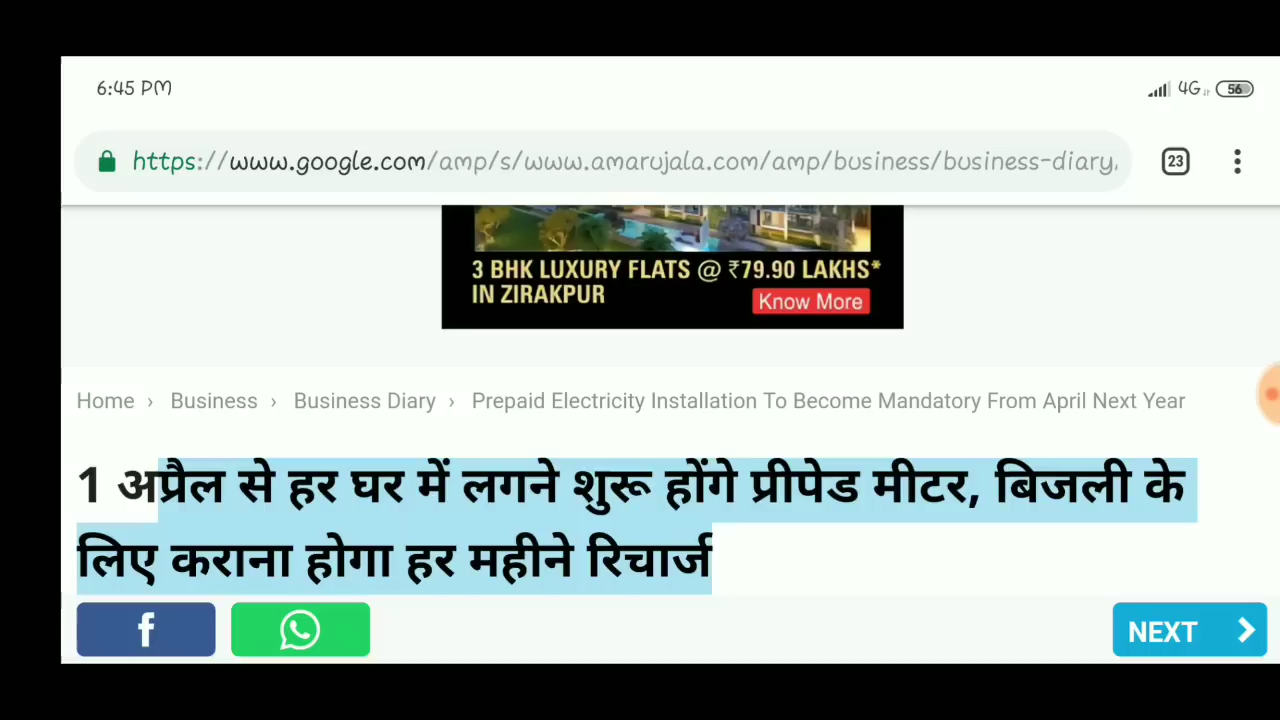 6:45 PM
4G
56
https://www.google.com/amp/s/www.amarujala.com/amp/business/business-diary
23
3 BHK LUXURY FLATS @ ₹79.90 LAKHS*
IN ZIRAKPUR
Know More
Home › Business › Business Diary › Prepaid Electricity Installation To Become Mandatory From April Next Year
1 अप्रैल से हर घर में लगने शुरू होंगे प्रीपेड मीटर, बिजली के
लिए कराना होगा हर महीने रिचार्ज
NEXT